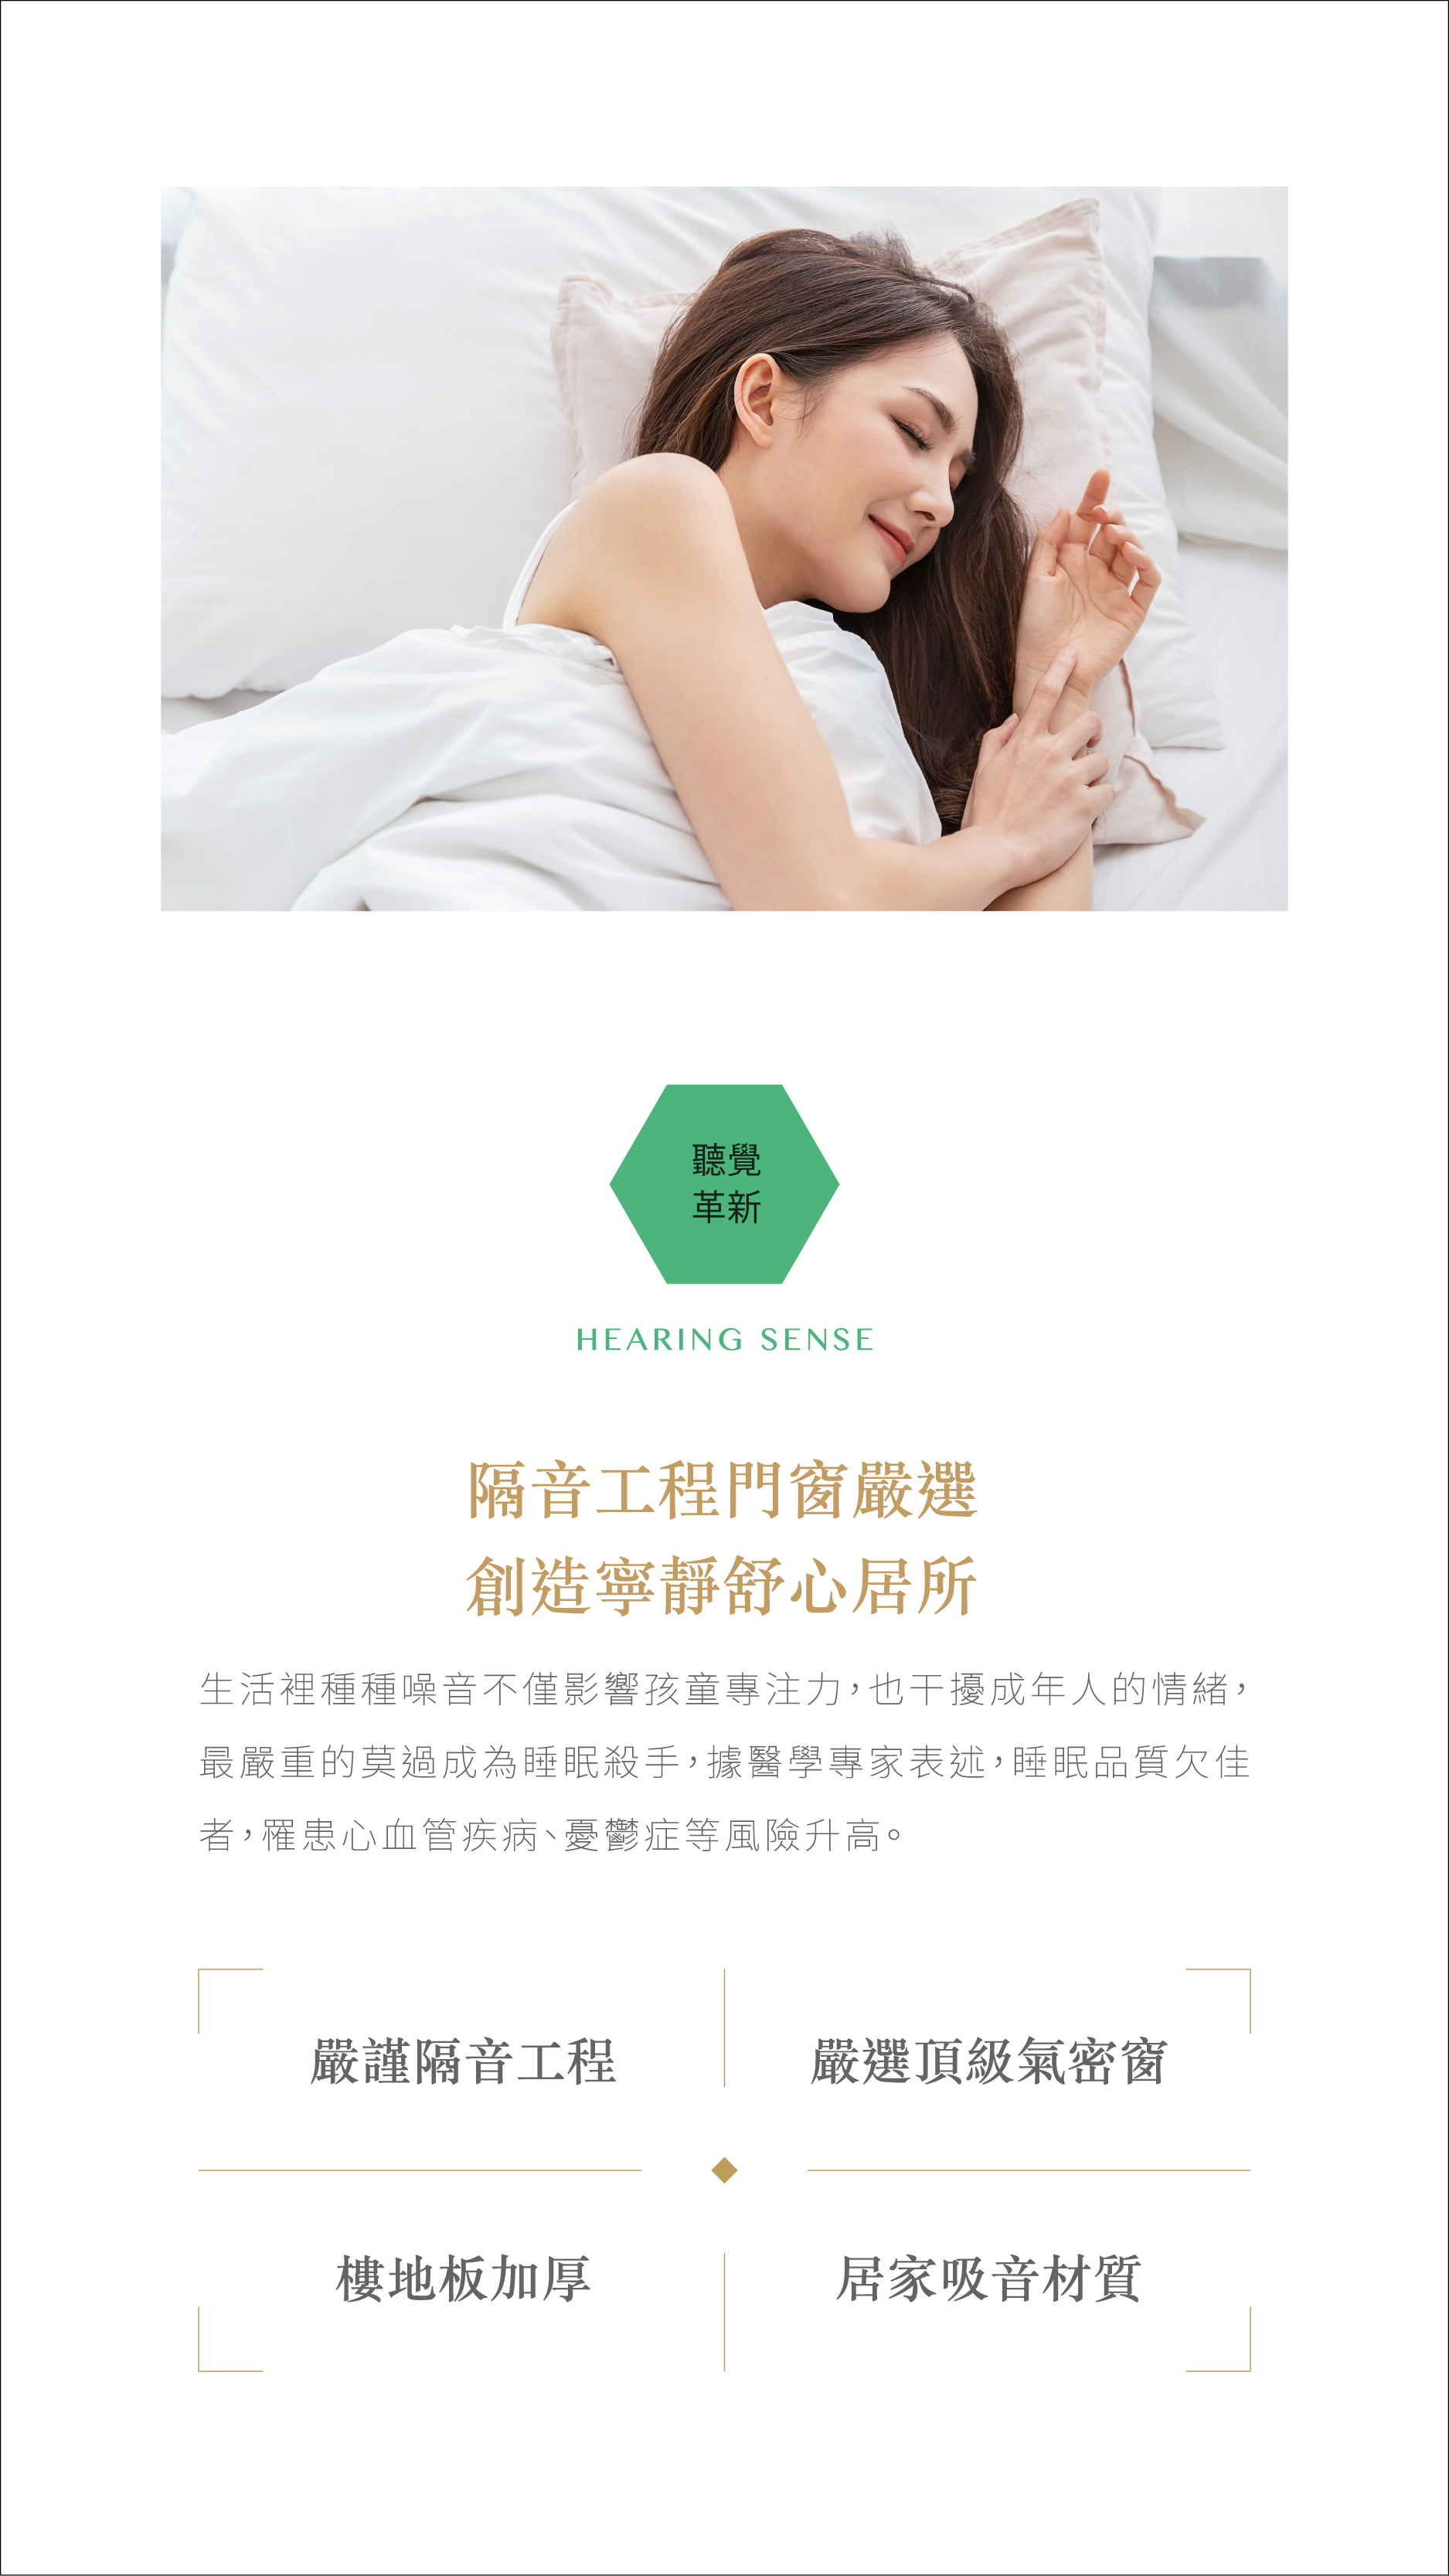 聽覺
革新
HEARING SENSE
隔音工程門窗嚴選
創造寧靜舒心居所
生活裡種種噪音不僅影響孩童專注力，也干擾成年人的情緒，
最嚴重的莫過成為睡眠殺手，據醫學專家表述，睡眠品質欠佳
者，罹患心血管疾病、憂鬱症等風險升高。
嚴謹隔音工程
嚴選頂級氣密窗
樓地板加厚
居家吸音材質